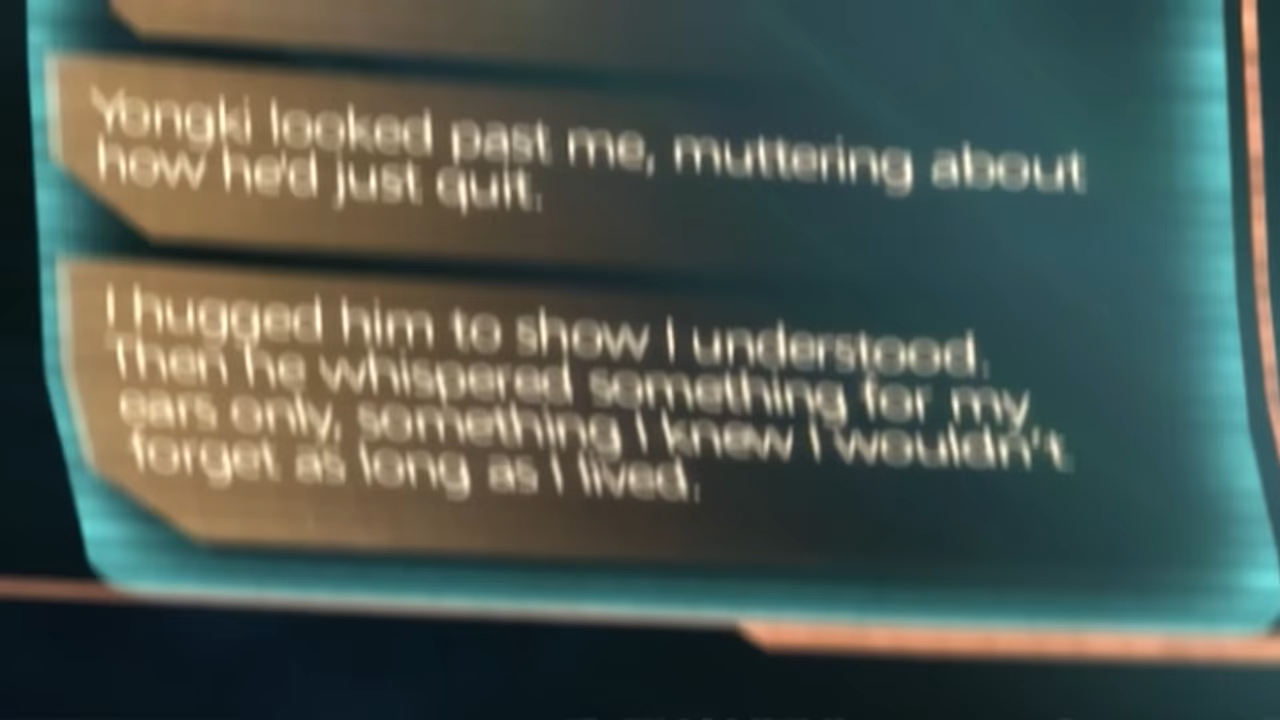 Yongki looked past me, muttering about
how he'd just quit.
I hugged him to show I understood.
Then he whispered something for my
ears only, something I knew I wouldn't
forget as long as I lived.